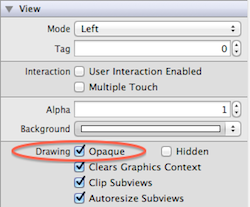 View
Mode Left
Tag 0
Interaction User Interaction Enabled
Multiple Touch
Alpha 1
Background
Drawing Opaque Hidden
Clears Graphics Context
Clip Subviews
Autoresize Subviews